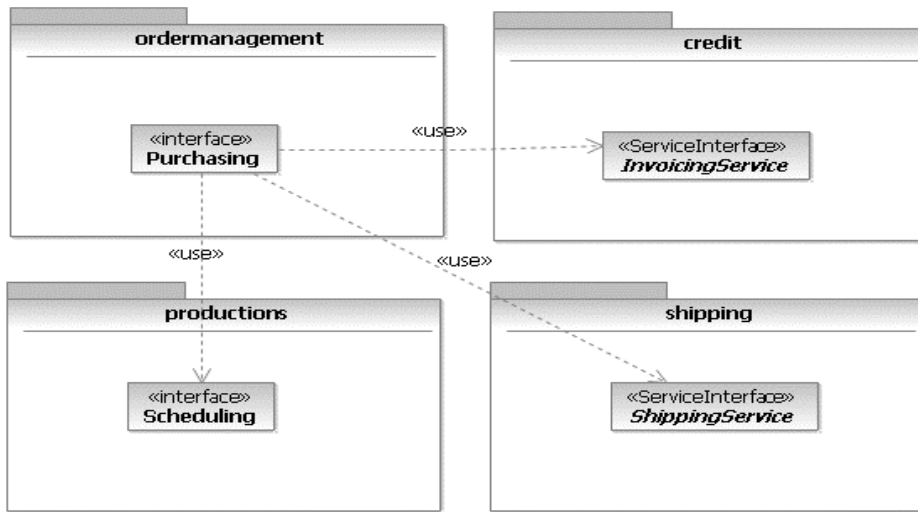 ordermanagement
credit
«interface»
Purchasing
«use»
«ServiceInterface»
InvoicingService
«use»
«use»
productions
shipping
«interface»
Scheduling
«ServiceInterface»
ShippingService